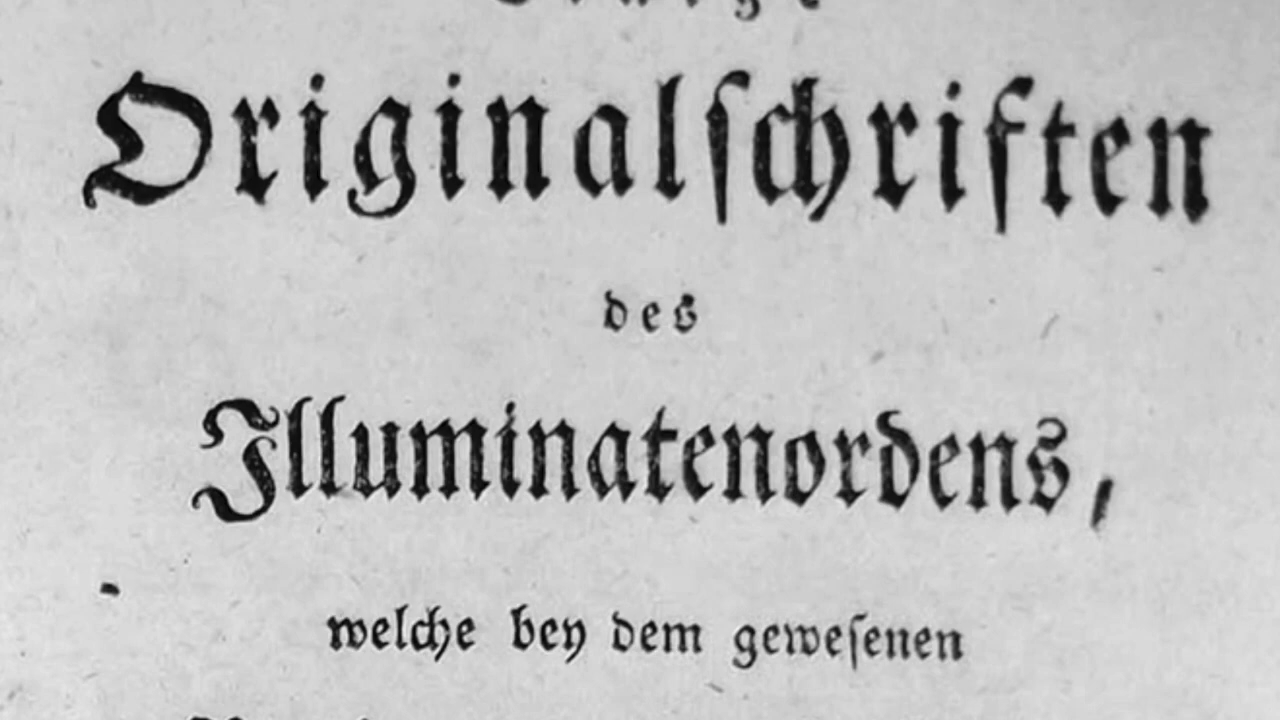 Originalſchriften
des
Illuminatenordens,
welche bey dem geweſenen